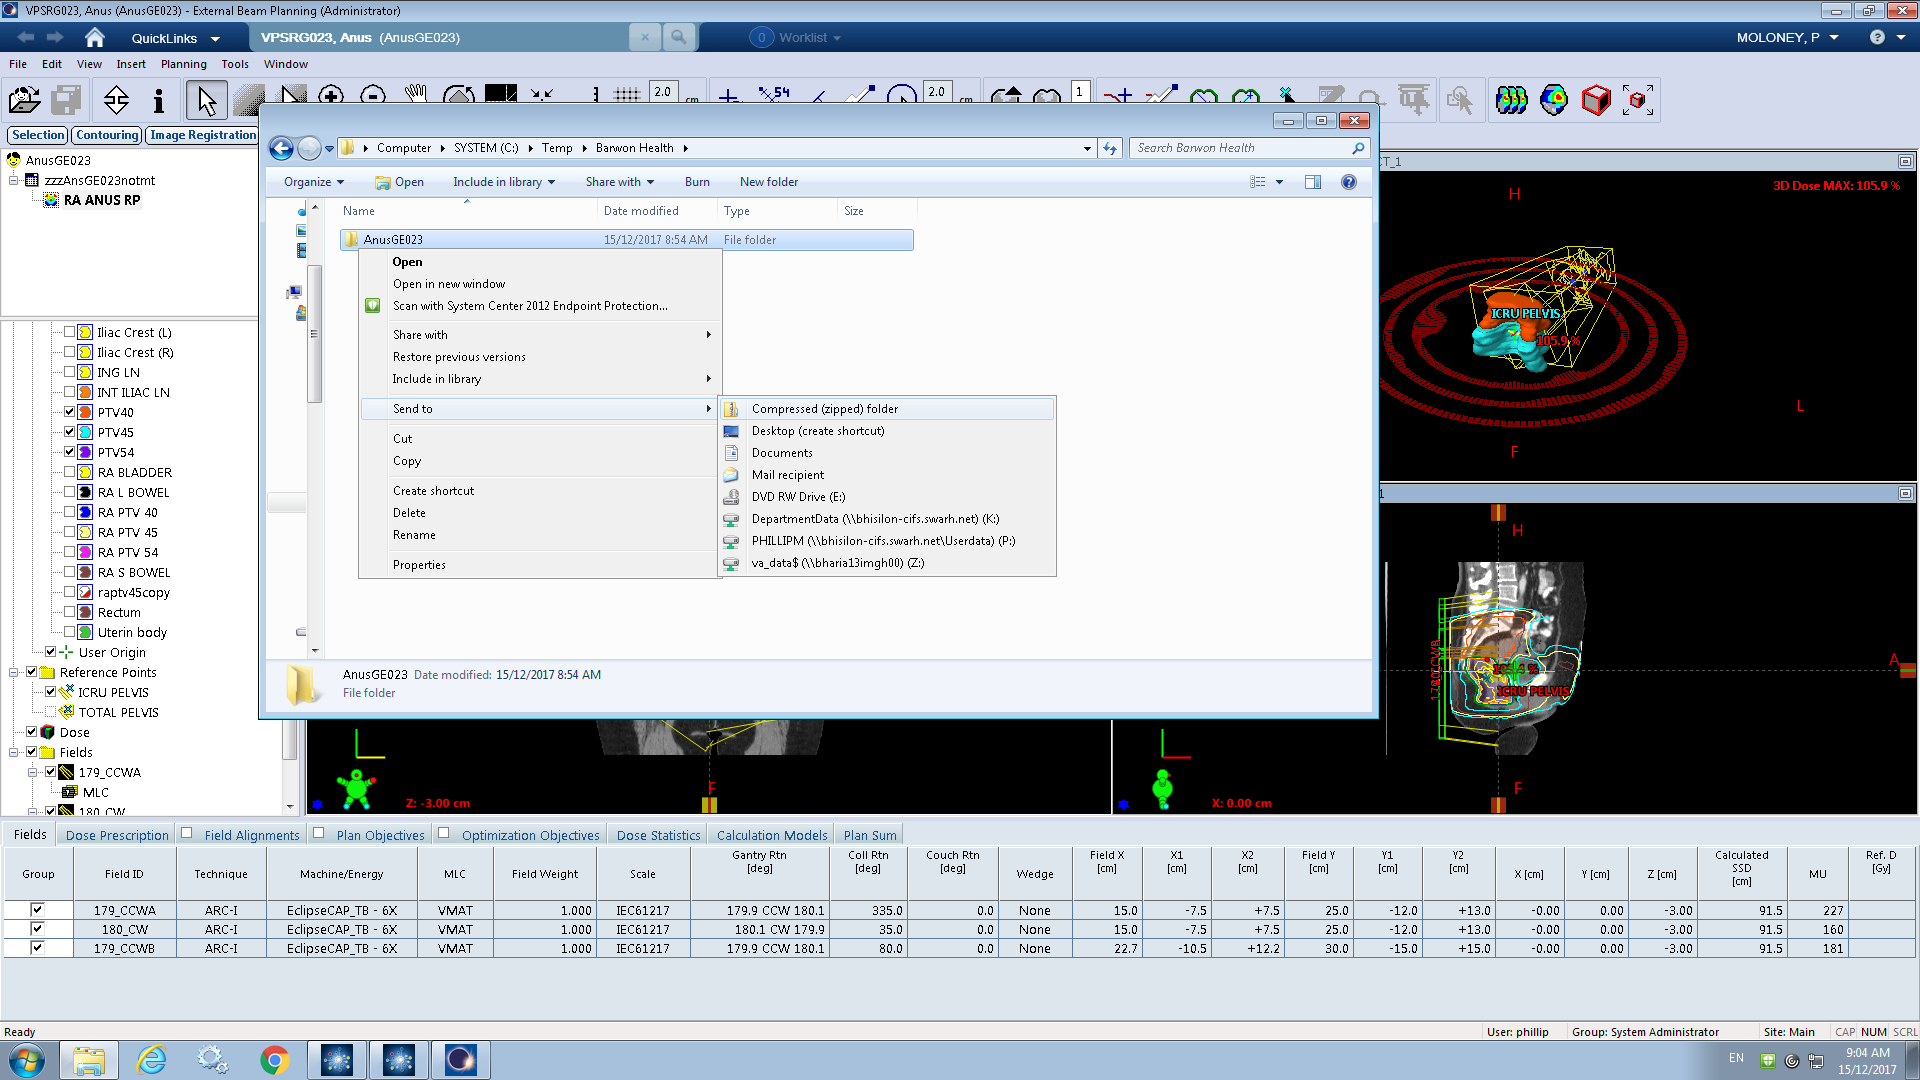 VPSRG023, Anus (AnusGE023) - External Beam Planning (Administrator)
QuickLinks
VPSRG023, Anus (AnusGE023)
0 Worklist
MOLONEY, P
File Edit View Insert Planning Tools Window
2.0 cm
54
2.0 cm
1
Selection Contouring Image Registration
AnusGE023
zzzAnsGE023notmt
RA ANUS RP
Computer SYSTEM (C:) Temp Barwon Health
Search Barwon Health
Organize Open Include in library Share with Burn New folder
Name Date modified Type Size
AnusGE023 15/12/2017 8:54 AM File folder
Open
Open in new window
Scan with System Center 2012 Endpoint Protection...
Share with
Restore previous versions
Include in library
Send to
Cut
Copy
Create shortcut
Delete
Rename
Properties
Compressed (zipped) folder
Desktop (create shortcut)
Documents
Mail recipient
DVD RW Drive (E:)
DepartmentData (\\bhisilon-cifs.swarh.net) (K:)
PHILLIPM (\\bhisilon-cifs.swarh.net\Userdata) (P:)
va_data$ (\\bharia13imgh00) (Z:)
AnusGE023 Date modified: 15/12/2017 8:54 AM
File folder
Iliac Crest (L)
Iliac Crest (R)
ING LN
INT ILIAC LN
PTV40
PTV45
PTV54
RA BLADDER
RA L BOWEL
RA PTV 40
RA PTV 45
RA PTV 54
RA S BOWEL
raptv45copy
Rectum
Uterin body
User Origin
Reference Points
ICRU PELVIS
TOTAL PELVIS
Dose
Fields
179_CCWA
MLC
180_CW
CT_1
3D Dose MAX: 105.9 %
H
ICRU PELVIS
105.9 %
L
F
1
H
A
ICRU PELVIS
F
F
Z: -3.00 cm
X: 0.00 cm
Fields Dose Prescription Field Alignments Plan Objectives Optimization Objectives Dose Statistics Calculation Models Plan Sum
Group Field ID Technique Machine/Energy MLC Field Weight Scale Gantry Rtn [deg] Coll Rtn [deg] Couch Rtn [deg] Wedge Field X [cm] X1 [cm] X2 [cm] Field Y [cm] Y1 [cm] Y2 [cm] X [cm] Y [cm] Z [cm] Calculated SSD [cm] MU Ref. D [Gy]
179_CCWA ARC-I EclipseCAP_TB - 6X VMAT 1.000 IEC61217 179.9 CCW 180.1 335.0 0.0 None 15.0 -7.5 +7.5 25.0 -12.0 +13.0 -0.00 0.00 -3.00 91.5 227
180_CW ARC-I EclipseCAP_TB - 6X VMAT 1.000 IEC61217 180.1 CW 179.9 35.0 0.0 None 15.0 -7.5 +7.5 25.0 -12.0 +13.0 -0.00 0.00 -3.00 91.5 160
179_CCWB ARC-I EclipseCAP_TB - 6X VMAT 1.000 IEC61217 179.9 CCW 180.1 80.0 0.0 None 22.7 -10.5 +12.2 30.0 -15.0 +15.0 -0.00 0.00 -3.00 91.5 181
Ready
User: phillip Group: System Administrator Site: Main CAP NUM SCRL
EN
9:04 AM
15/12/2017